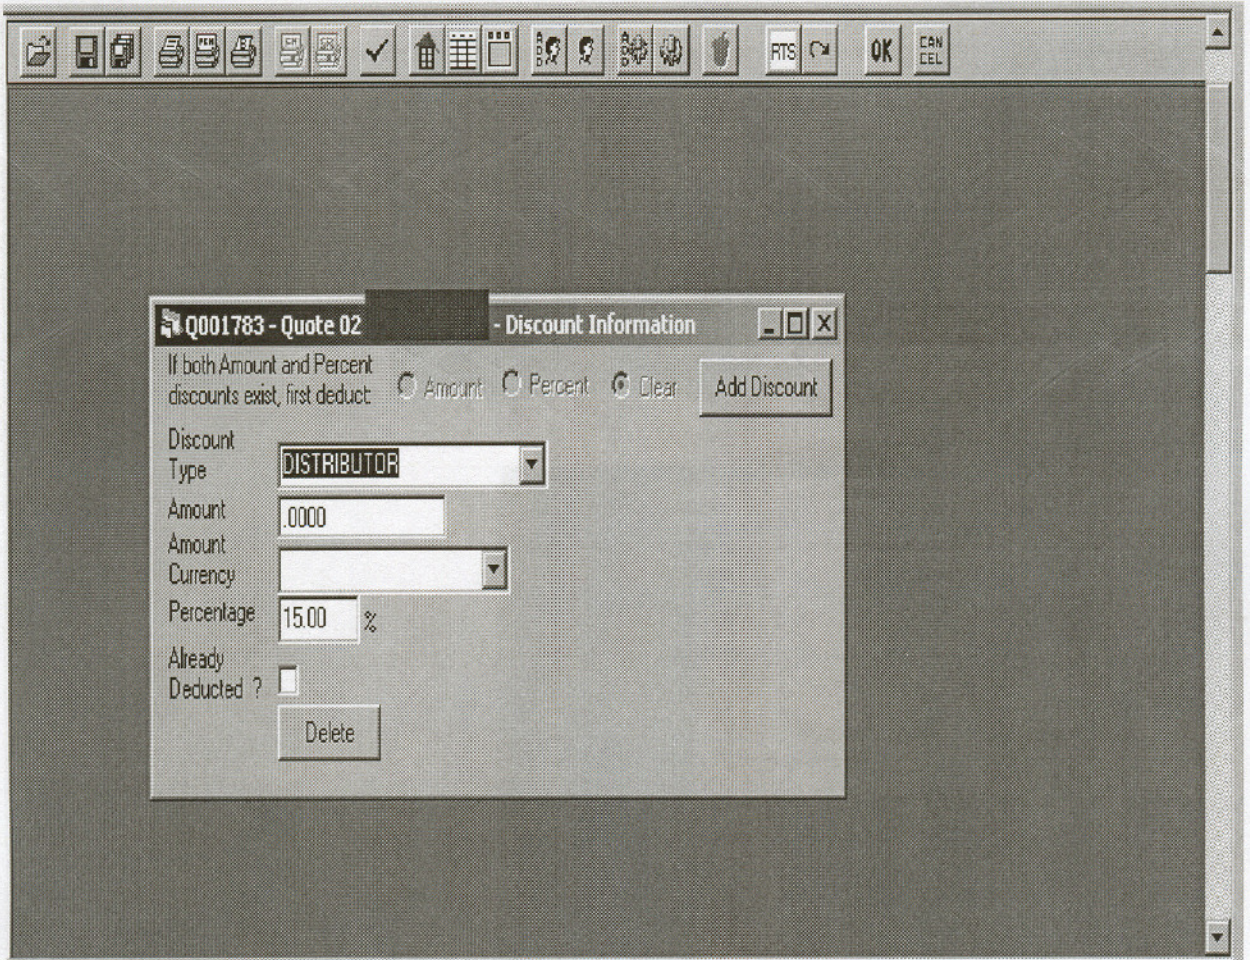 RTS OK CAN
CEL
Q001783 - Quote 02 - Discount Information
If both Amount and Percent
discounts exist, first deduct: Amount Percent Clear Add Discount
Discount
Type DISTRIBUTOR
Amount .0000
Amount
Currency
Percentage 15.00 %
Already
Deducted ?
Delete